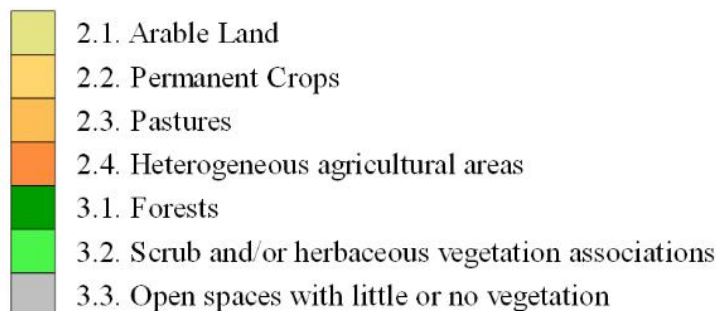 2.1. Arable Land
2.2. Permanent Crops
2.3. Pastures
2.4. Heterogeneous agricultural areas
3.1. Forests
3.2. Scrub and/or herbaceous vegetation associations
3.3. Open spaces with little or no vegetation